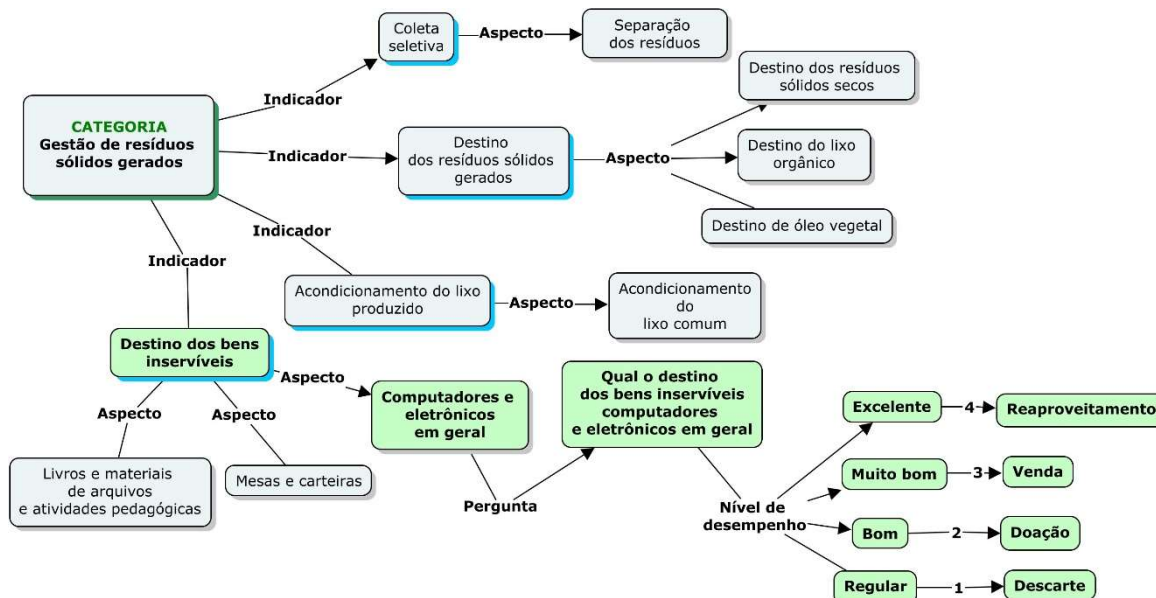 Coleta
seletiva
Aspecto
Separação
dos resíduos
Indicador
CATEGORIA
Gestão de resíduos
sólidos gerados
Indicador
Destino
dos resíduos sólidos
gerados
Aspecto
Destino dos resíduos
sólidos secos
Destino do lixo
orgânico
Destino de óleo vegetal
Indicador
Acondicionamento do lixo
produzido
Aspecto
Acondicionamento
do
lixo comum
Indicador
Destino dos bens
inservíveis
Aspecto
Livros e materiais
de arquivos
e atividades pedagógicas
Aspecto
Mesas e carteiras
Aspecto
Computadores e
eletrônicos
em geral
Pergunta
Qual o destino
dos bens inservíveis
computadores
e eletrônicos em geral
Nível de
desempenho
Excelente
4
Reaproveitamento
Muito bom
3
Venda
Bom
2
Doação
Regular
1
Descarte